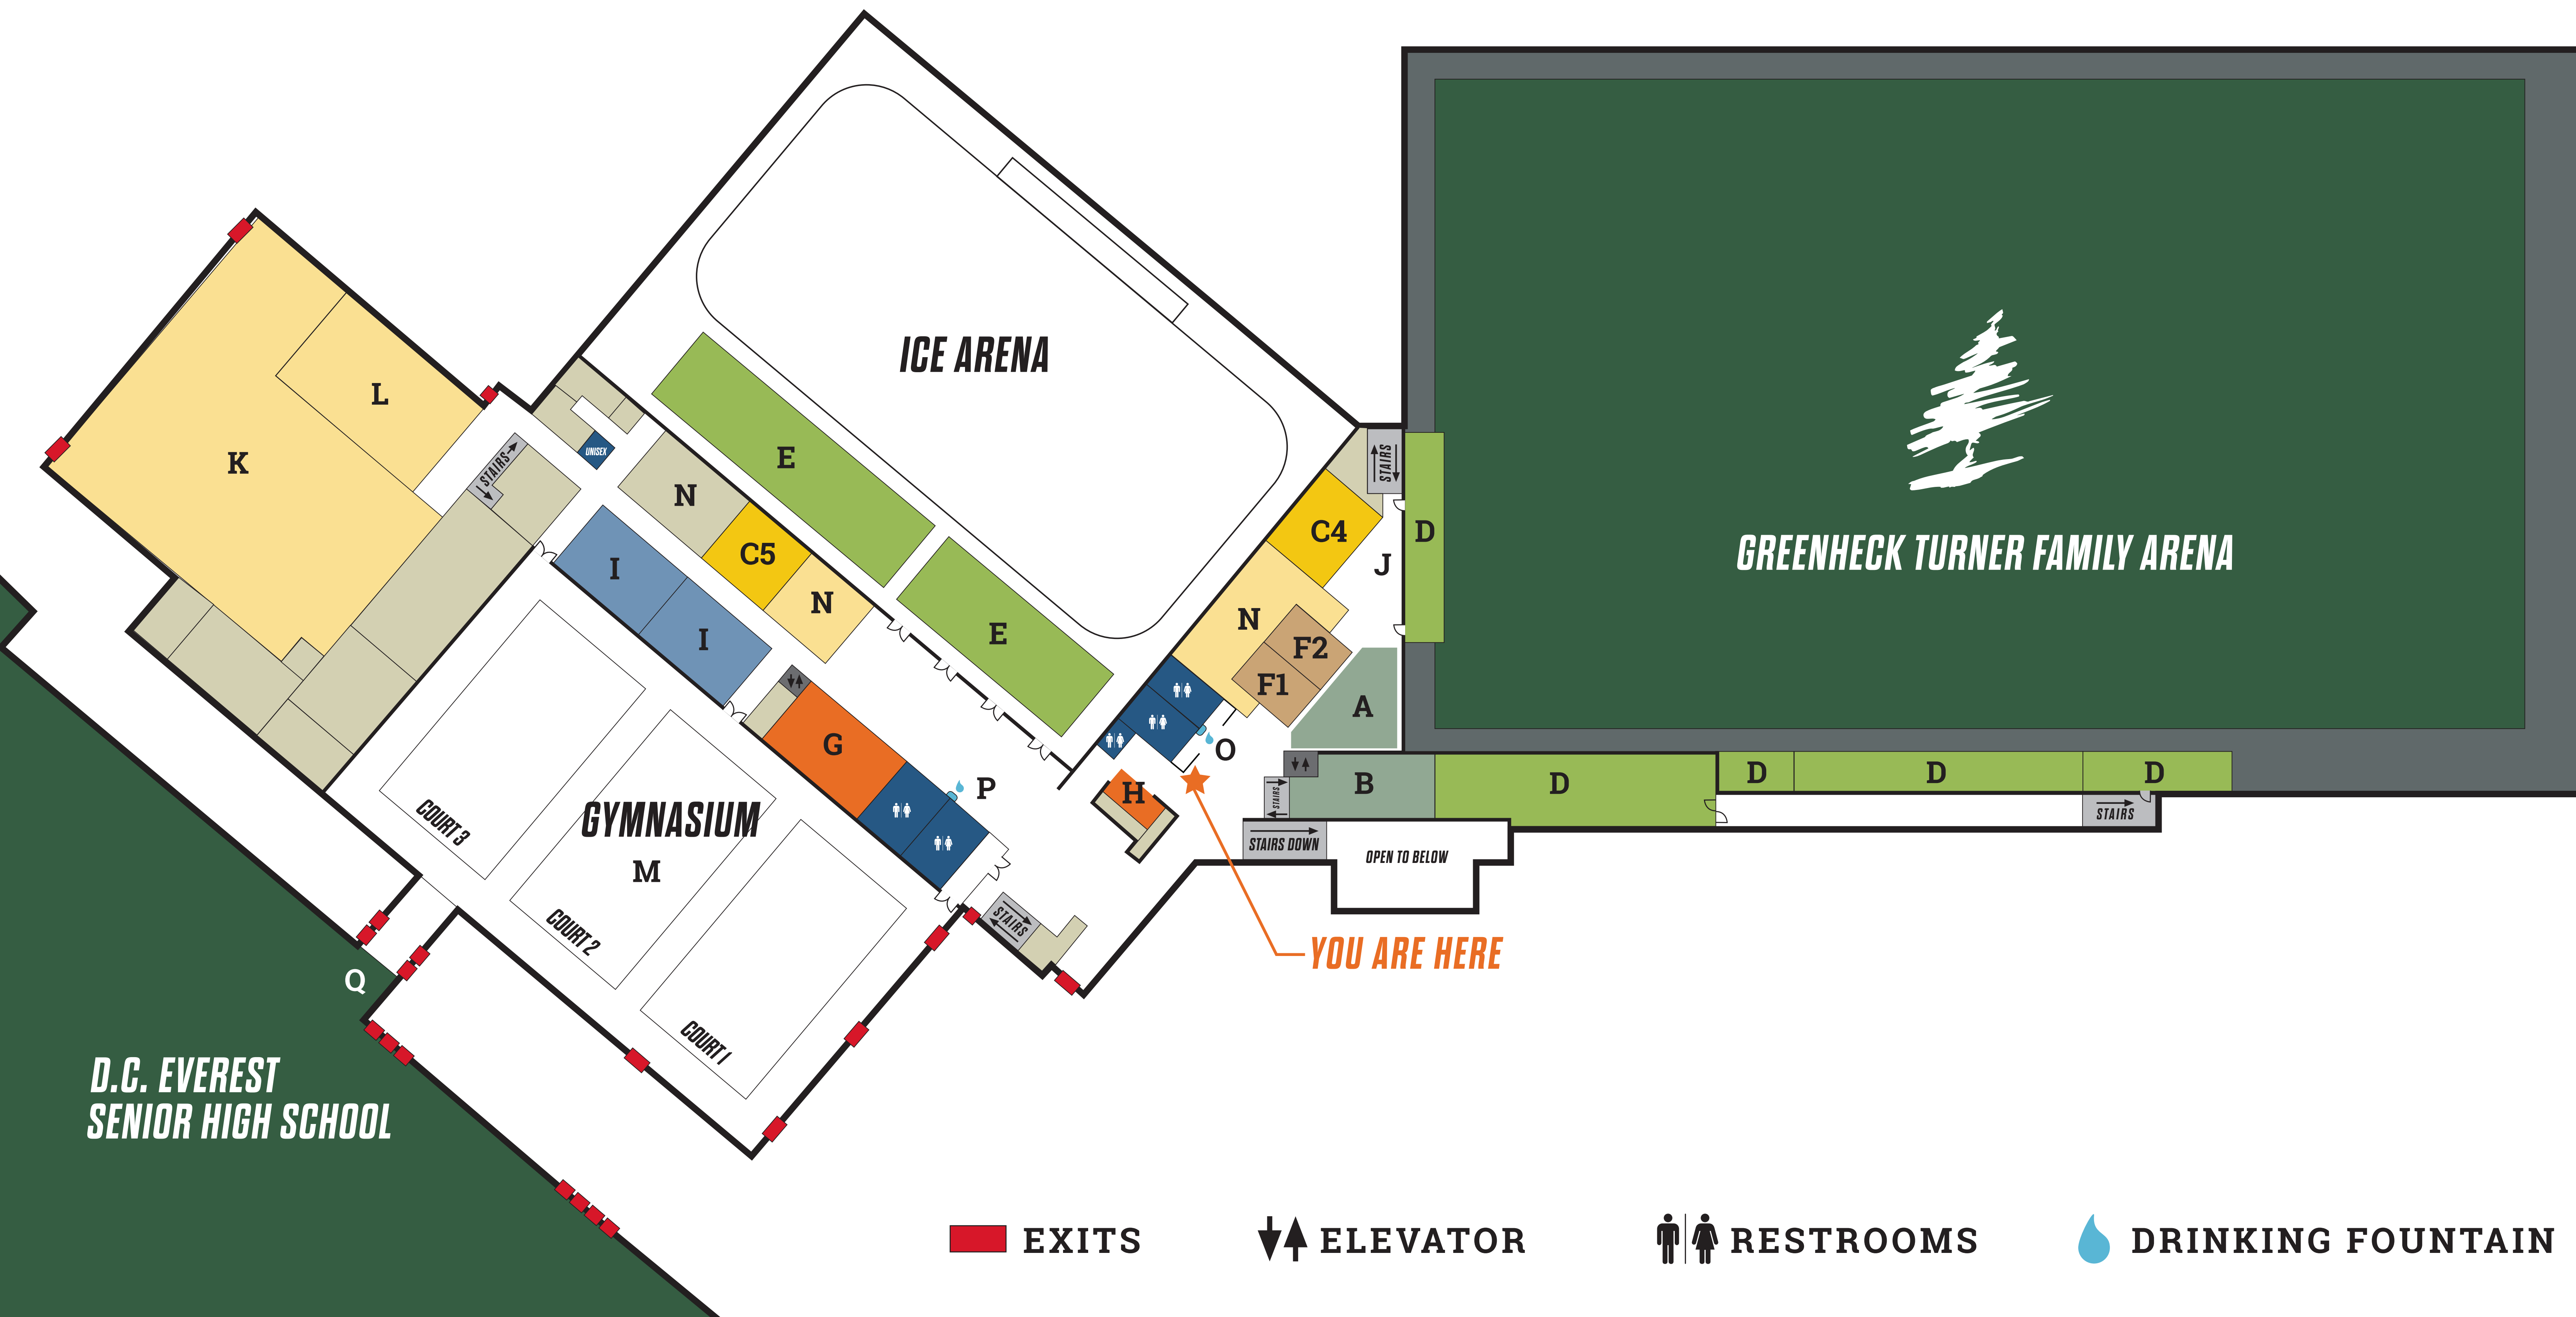 ICE ARENA
L
K
UNISEX
STAIRS
E
N
C5
N
E
I
I
G
P
H
O
C4
J
N
F2
F1
A
B
STAIRS
STAIRS
STAIRS DOWN
OPEN TO BELOW
D
D
D
D
D
STAIRS
GREENHECK TURNER FAMILY ARENA
GYMNASIUM
M
COURT 3
COURT 2
COURT 1
STAIRS
YOU ARE HERE
Q
D.C. EVEREST
SENIOR HIGH SCHOOL
EXITS
ELEVATOR
RESTROOMS
DRINKING FOUNTAIN